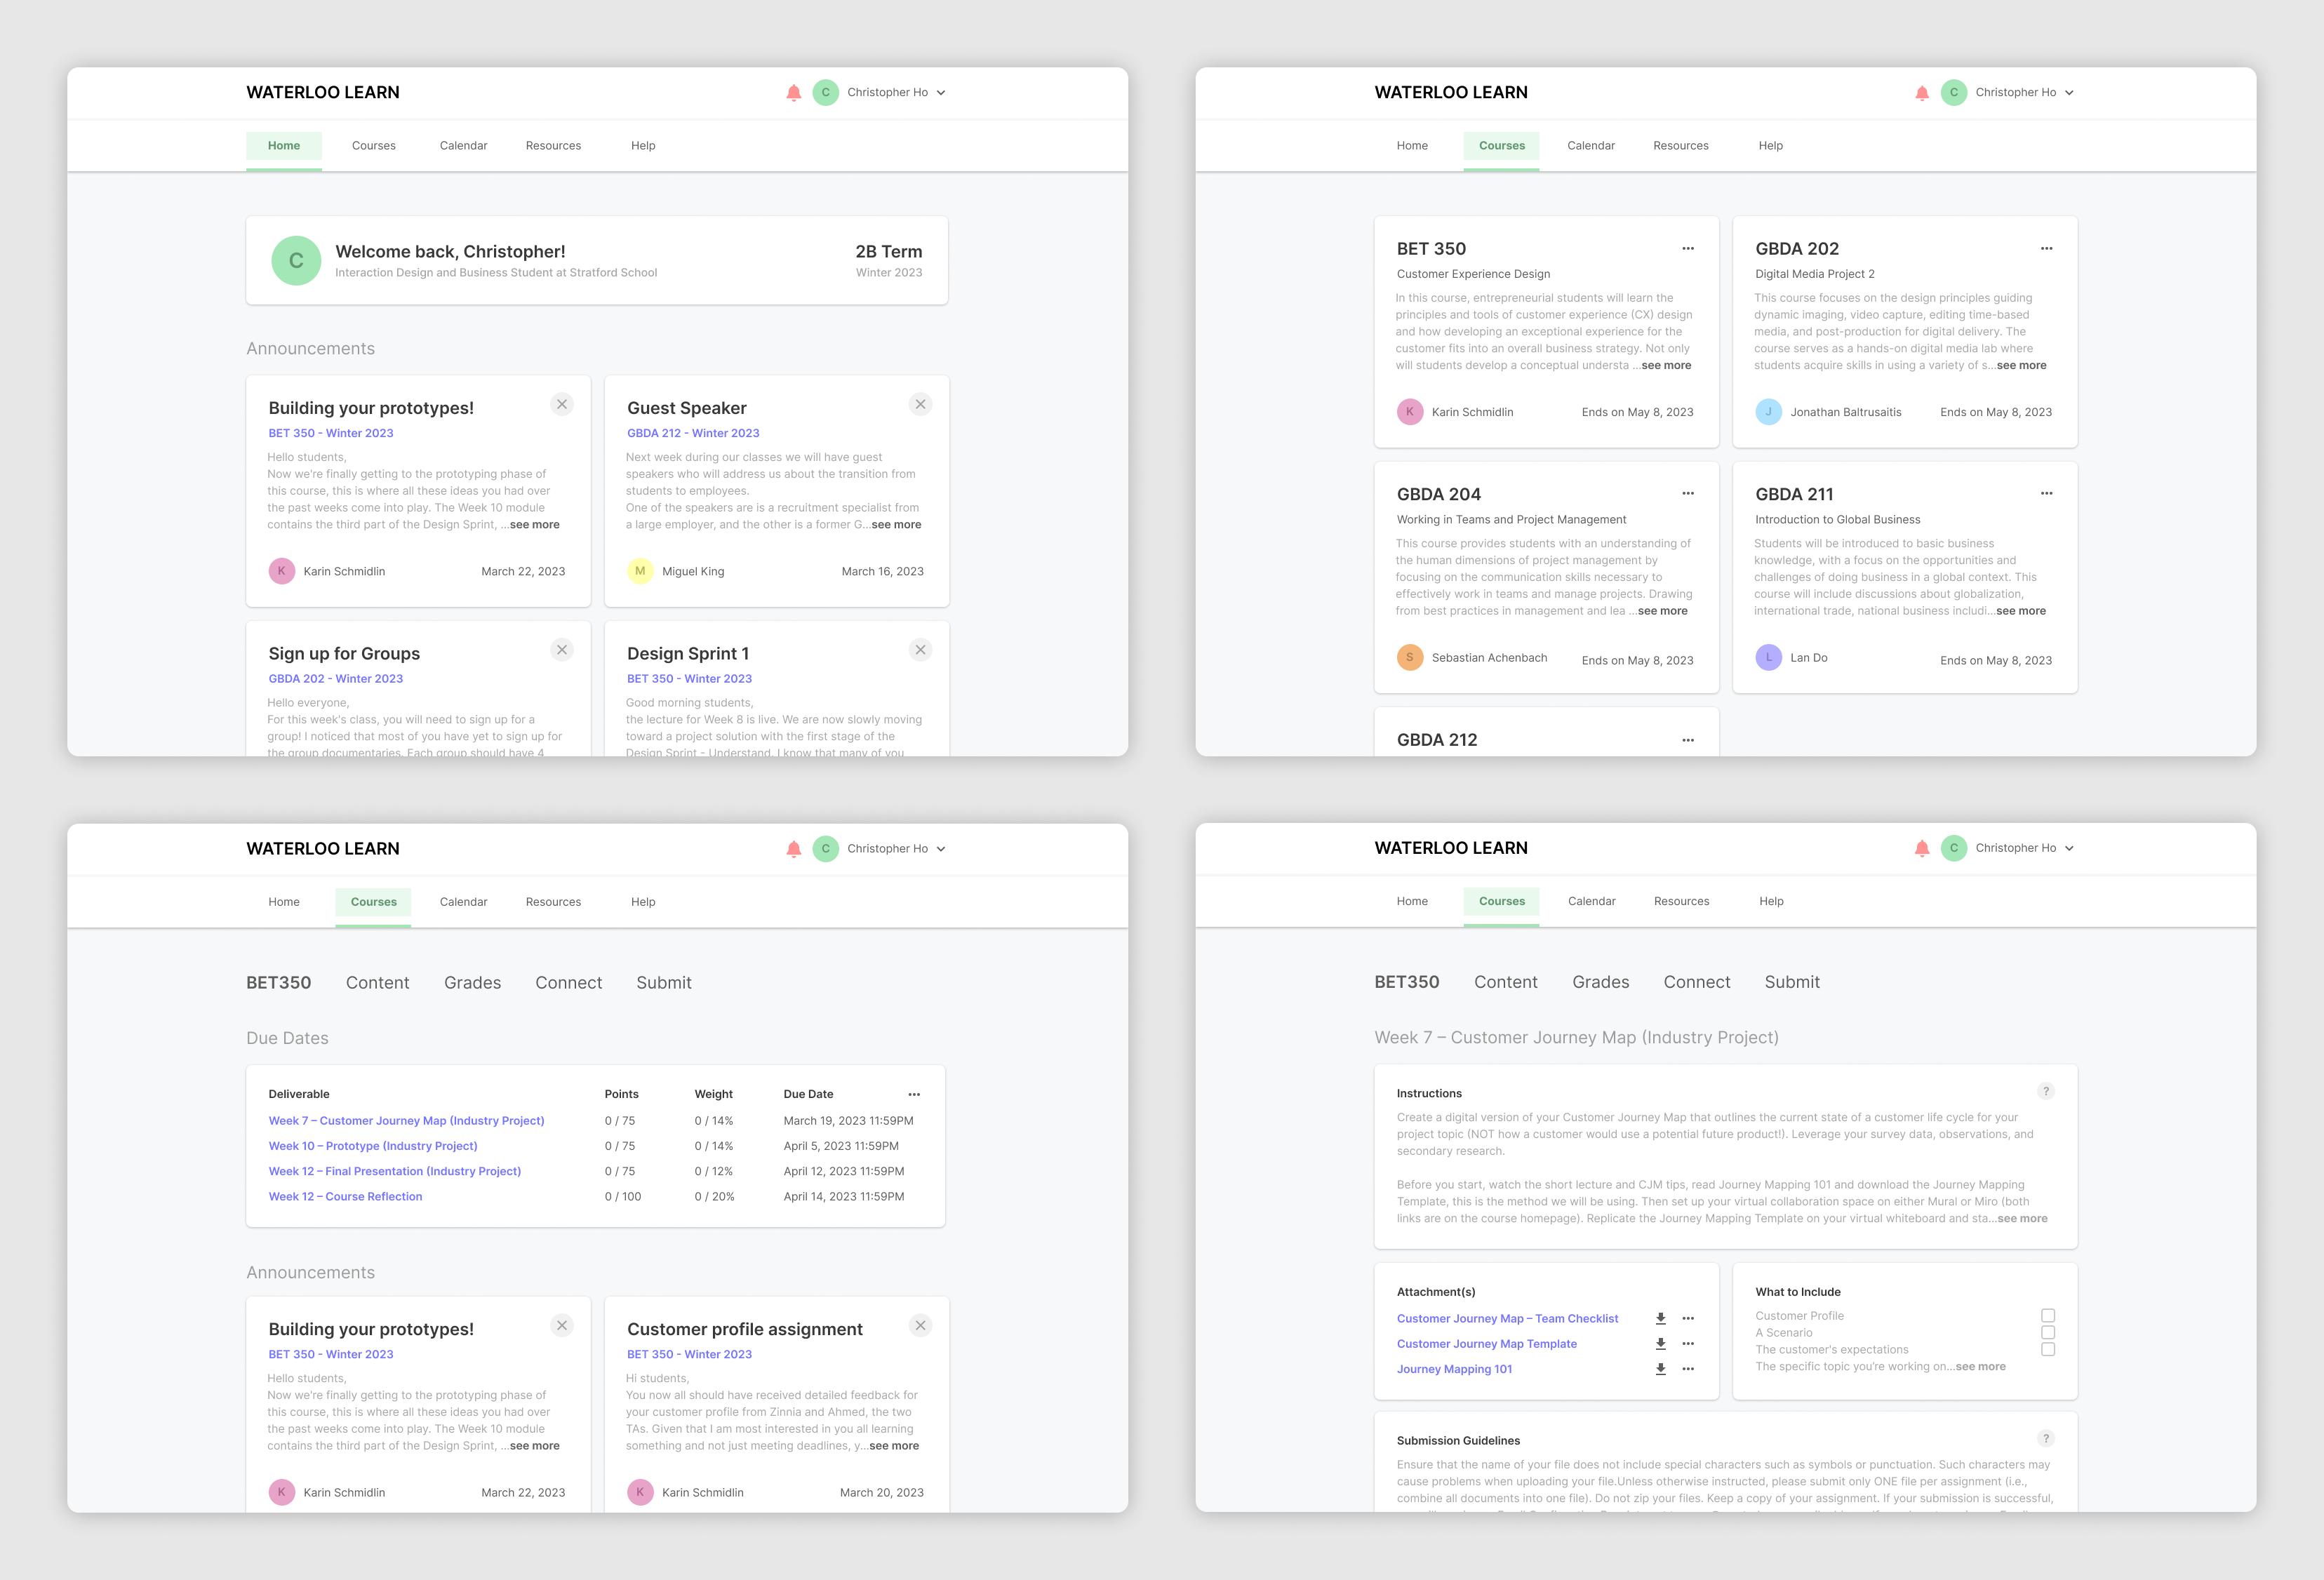 WATERLOO LEARN
C Christopher Ho
Home Courses Calendar Resources Help
C
Welcome back, Christopher!
Interaction Design and Business Student at Stratford School
2B Term
Winter 2023
Announcements
Building your prototypes!
BET 350 - Winter 2023
Hello students,
Now we're finally getting to the prototyping phase of
this course, this is where all these ideas you had over
the past weeks come into play. The Week 10 module
contains the third part of the Design Sprint, ...see more
K Karin Schmidlin March 22, 2023
Guest Speaker
GBDA 212 - Winter 2023
Next week during our classes we will have guest
speakers who will address us about the transition from
students to employees.
One of the speakers are is a recruitment specialist from
a large employer, and the other is a former G...see more
M Miguel King March 16, 2023
Sign up for Groups
GBDA 202 - Winter 2023
Hello everyone,
For this week's class, you will need to sign up for a
group! I noticed that most of you have yet to sign up for
the group documentaries. Each group should have 4
Design Sprint 1
BET 350 - Winter 2023
Good morning students,
the lecture for Week 8 is live. We are now slowly moving
toward a project solution with the first stage of the
Design Sprint - Understand. I know that many of you
WATERLOO LEARN
C Christopher Ho
Home Courses Calendar Resources Help
BET 350
Customer Experience Design
In this course, entrepreneurial students will learn the
principles and tools of customer experience (CX) design
and how developing an exceptional experience for the
customer fits into an overall business strategy. Not only
will students develop a conceptual understa ...see more
K Karin Schmidlin Ends on May 8, 2023
GBDA 202
Digital Media Project 2
This course focuses on the design principles guiding
dynamic imaging, video capture, editing time-based
media, and post-production for digital delivery. The
course serves as a hands-on digital media lab where
students acquire skills in using a variety of s...see more
J Jonathan Baltrusaitis Ends on May 8, 2023
GBDA 204
Working in Teams and Project Management
This course provides students with an understanding of
the human dimensions of project management by
focusing on the communication skills necessary to
effectively work in teams and manage projects. Drawing
from best practices in management and lea ...see more
S Sebastian Achenbach Ends on May 8, 2023
GBDA 211
Introduction to Global Business
Students will be introduced to basic business
knowledge, with a focus on the opportunities and
challenges of doing business in a global context. This
course will include discussions about globalization,
international trade, national business includi...see more
L Lan Do Ends on May 8, 2023
GBDA 212
WATERLOO LEARN
C Christopher Ho
Home Courses Calendar Resources Help
BET350 Content Grades Connect Submit
Due Dates
Deliverable Points Weight Due Date
Week 7 – Customer Journey Map (Industry Project) 0 / 75 0 / 14% March 19, 2023 11:59PM
Week 10 – Prototype (Industry Project) 0 / 75 0 / 14% April 5, 2023 11:59PM
Week 12 – Final Presentation (Industry Project) 0 / 75 0 / 12% April 12, 2023 11:59PM
Week 12 – Course Reflection 0 / 100 0 / 20% April 14, 2023 11:59PM
Announcements
Building your prototypes!
BET 350 - Winter 2023
Hello students,
Now we're finally getting to the prototyping phase of
this course, this is where all these ideas you had over
the past weeks come into play. The Week 10 module
contains the third part of the Design Sprint, ...see more
K Karin Schmidlin March 22, 2023
Customer profile assignment
BET 350 - Winter 2023
Hi students,
You now all should have received detailed feedback for
your customer profile from Zinnia and Ahmed, the two
TAs. Given that I am most interested in you all learning
something and not just meeting deadlines, y...see more
K Karin Schmidlin March 20, 2023
WATERLOO LEARN
C Christopher Ho
Home Courses Calendar Resources Help
BET350 Content Grades Connect Submit
Week 7 – Customer Journey Map (Industry Project)
Instructions ?
Create a digital version of your Customer Journey Map that outlines the current state of a customer life cycle for your
project topic (NOT how a customer would use a potential future product!). Leverage your survey data, observations, and
secondary research.
Before you start, watch the short lecture and CJM tips, read Journey Mapping 101 and download the Journey Mapping
Template, this is the method we will be using. Then set up your virtual collaboration space on either Mural or Miro (both
links are on the course homepage). Replicate the Journey Mapping Template on your virtual whiteboard and sta...see more
Attachment(s)
Customer Journey Map – Team Checklist
Customer Journey Map Template
Journey Mapping 101
What to Include
Customer Profile
A Scenario
The customer's expectations
The specific topic you're working on...see more
Submission Guidelines ?
Ensure that the name of your file does not include special characters such as symbols or punctuation. Such characters may
cause problems when uploading your file.Unless otherwise instructed, please submit only ONE file per assignment (i.e.,
combine all documents into one file). Do not zip your files. Keep a copy of your assignment. If your submission is successful,